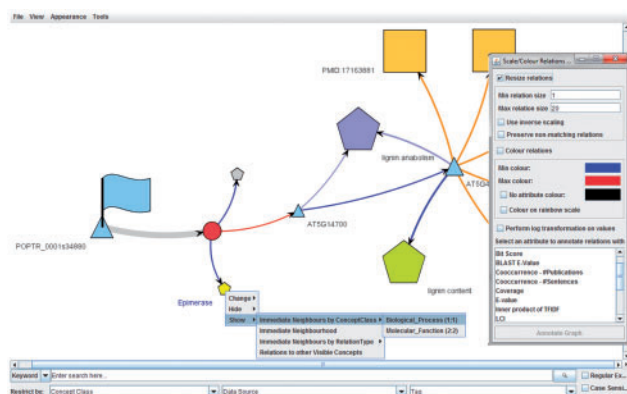 File View Appearance Tools
PMID:17163881
lignin anabolism
AT5G4
AT5G14700
POPTR_0001s34980
lignin content
Epimerase
Change
Hide
Show
Immediate Neighbours by ConceptClass
Immediate Neighbourhood
Immediate Neighbours by RelationType
Relations to other Visible Concepts
Biological_Process (1;1)
Molecular_Function (2;2)
Scale/Colour Relations ...
Resize relations
Min relation size 1
Max relation size 20
Use inverse scaling
Preserve non-matching relations
Colour relations
Min colour:
Max colour:
No attribute colour:
Colour on rainbow scale
Perform log transformation on values
Select an attribute to annotate relations with
Bit Score
BLAST E-Value
Cooccurrence - #Publications
Cooccurrence - #Sentences
Coverage
E-value
Inner product of TFIDF
LCI
Annotate Graph
Keyword Enter search here... Regular Ex...
Restrict by: Concept Class Data Source Tag Case Sensi...